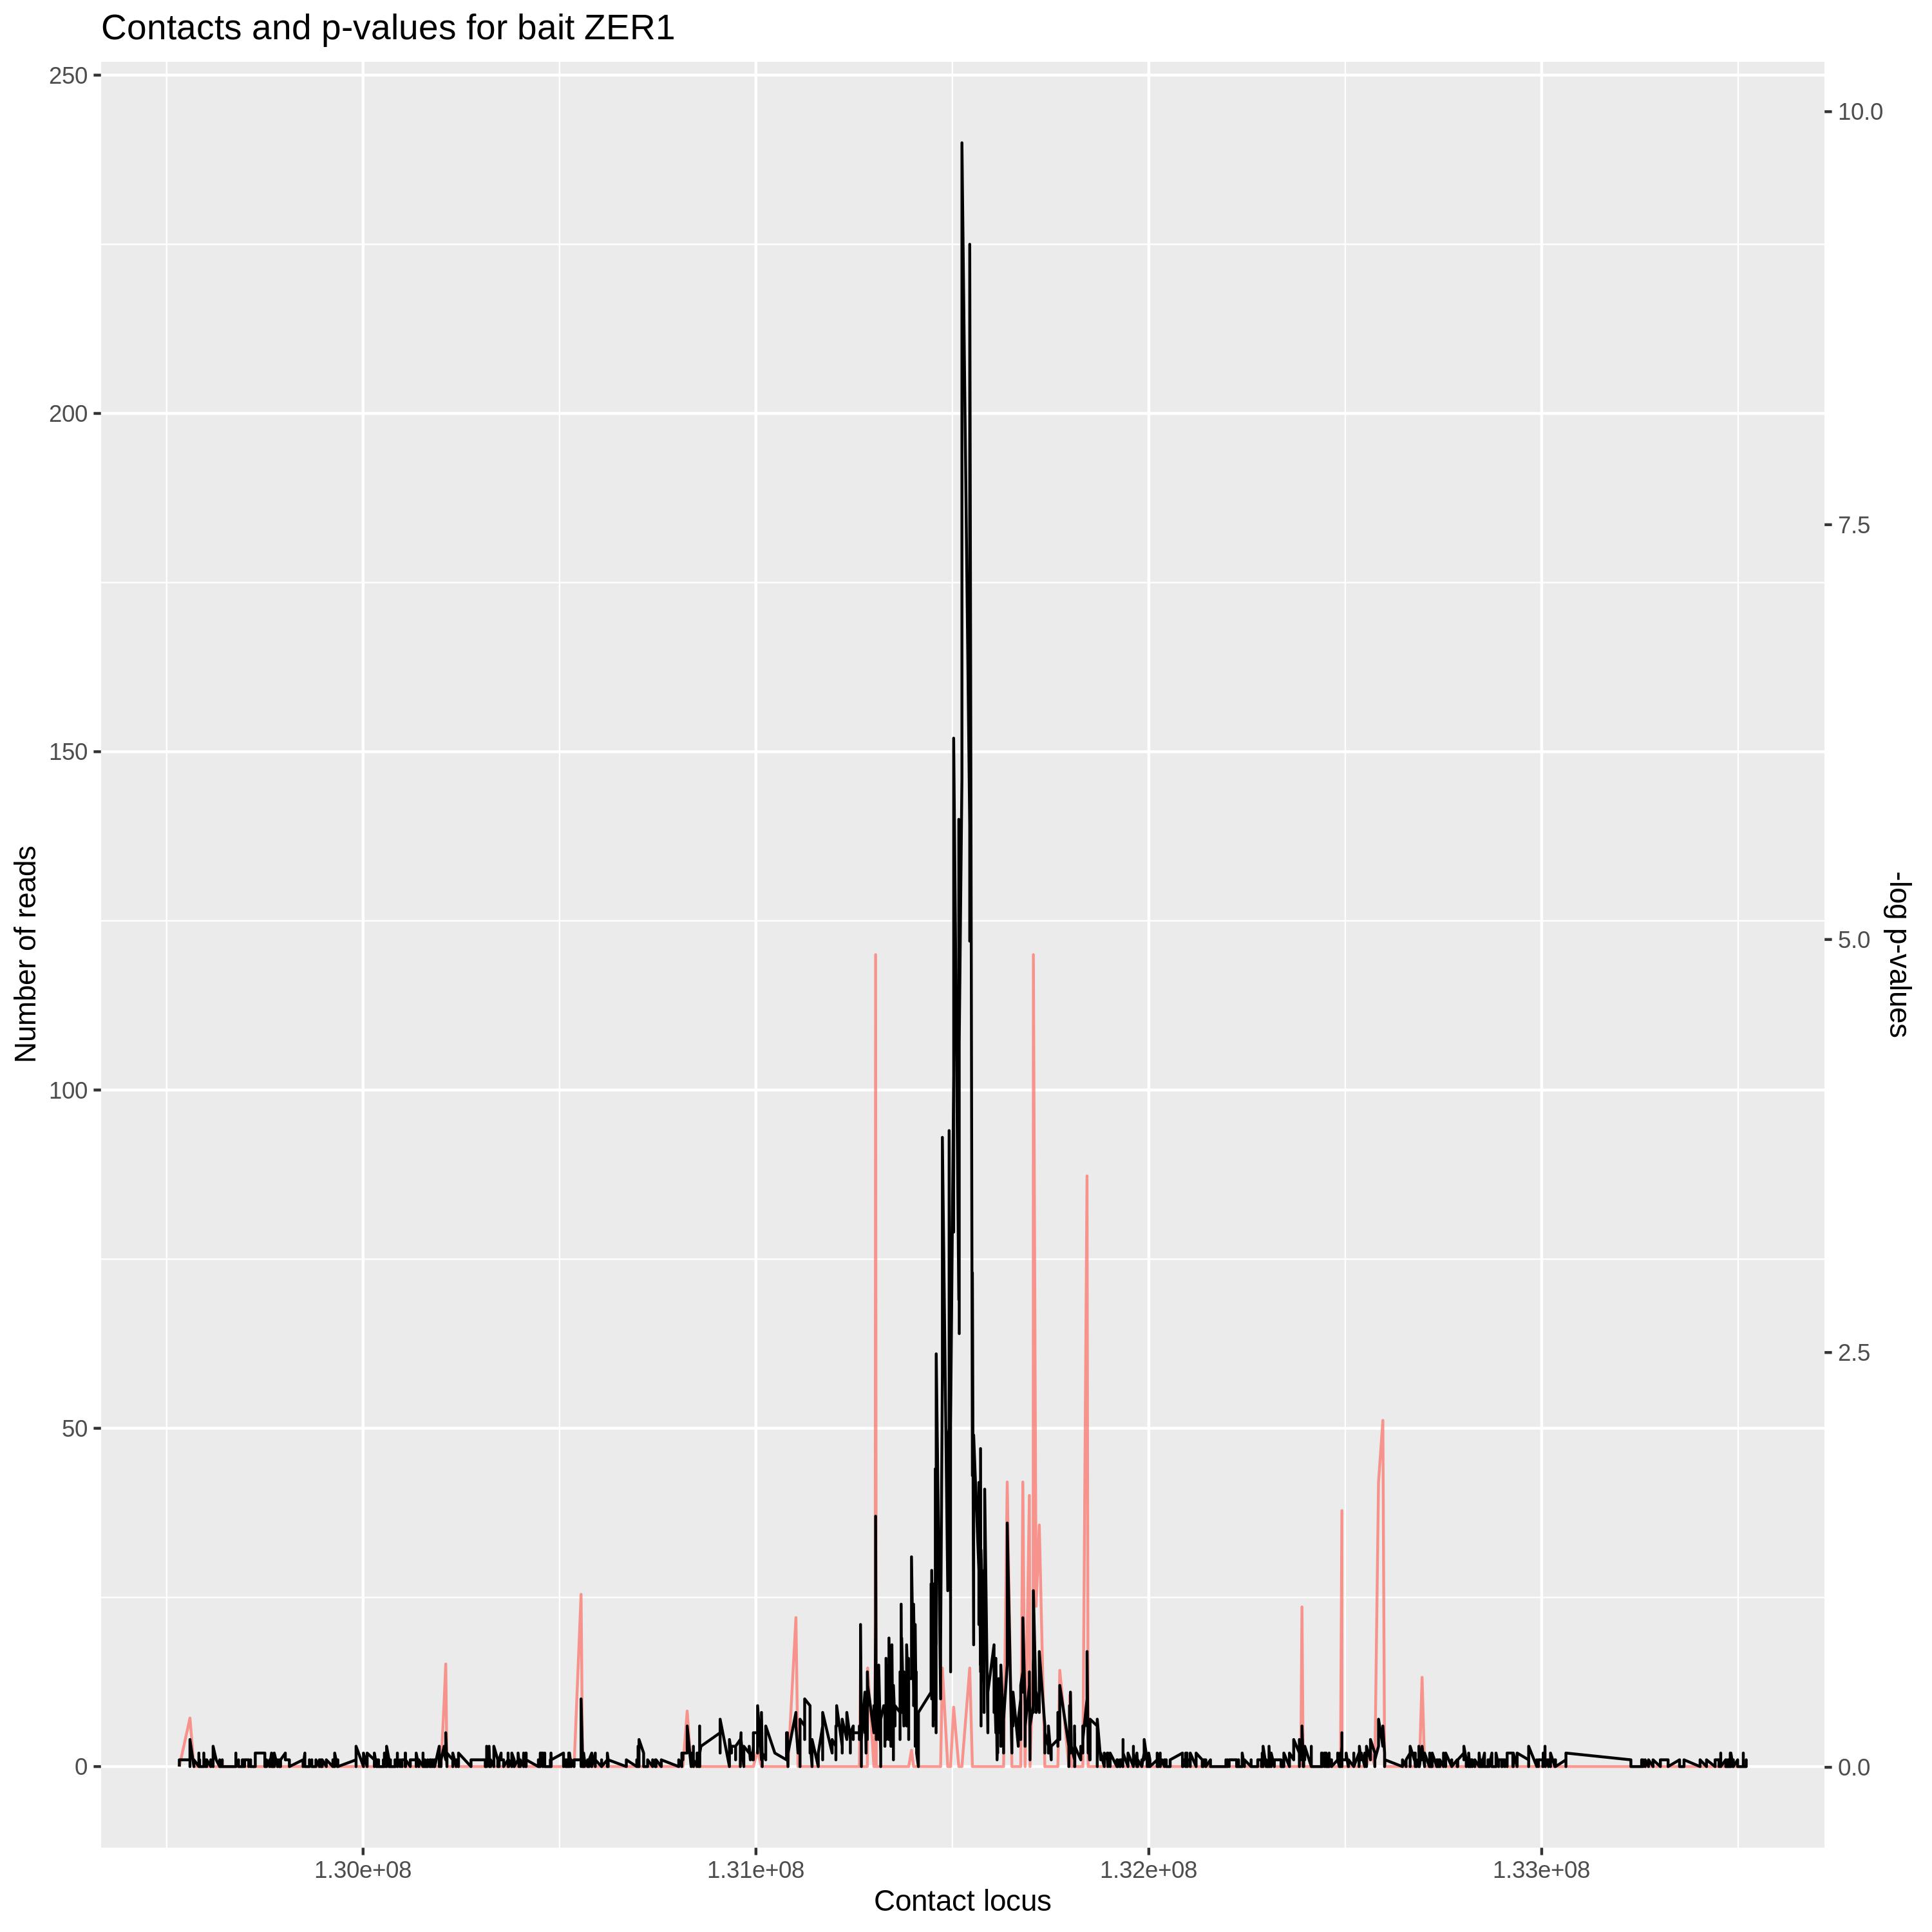 Contacts and p-values for bait ZER1
250
200
150
100
50
0
Number of reads
10.0
7.5
5.0
2.5
0.0
-log p-values
1.30e+08
1.31e+08
1.32e+08
1.33e+08
Contact locus